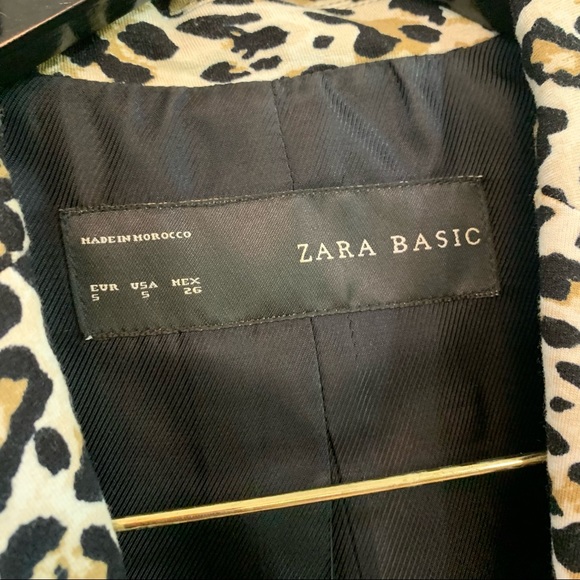 MADE IN MOROCCO
ZARA BASIC
EUR USA MEX
S S 26